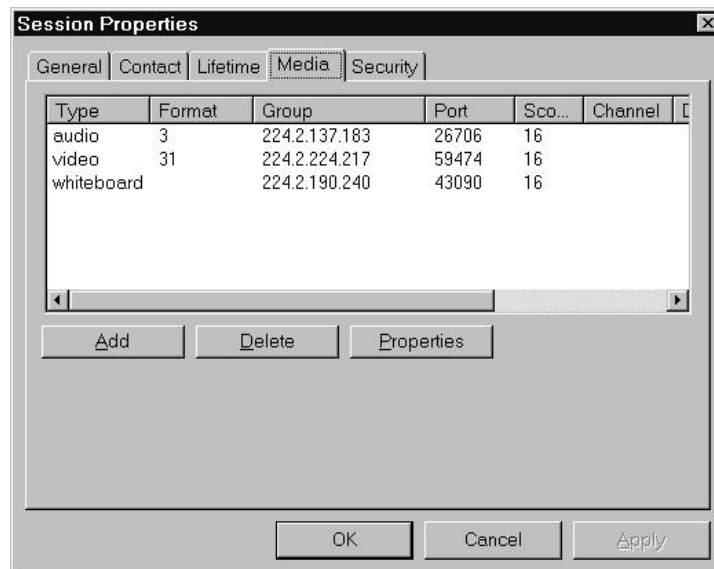 Session Properties
General Contact Lifetime Media Security
Type Format Group Port Sco... Channel
audio 3 224.2.137.183 26706 16
video 31 224.2.224.217 59474 16
whiteboard 224.2.190.240 43090 16
Add Delete Properties
OK Cancel Apply